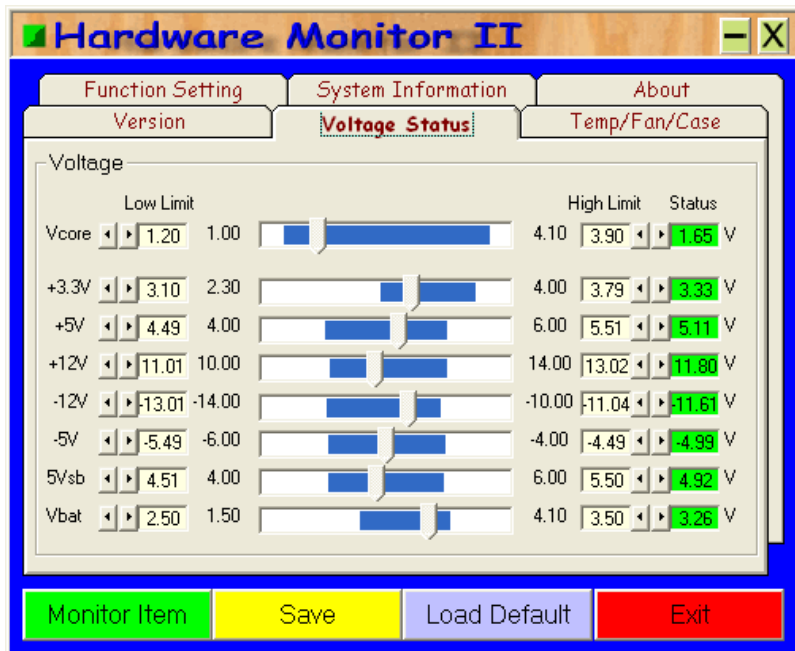 Hardware Monitor II
Function Setting System Information About
Version Voltage Status Temp/Fan/Case
Voltage
Low Limit High Limit Status
Vcore 1.20 1.00 4.10 3.90 1.65 V
+3.3V 3.10 2.30 4.00 3.79 3.33 V
+5V 4.49 4.00 6.00 5.51 5.11 V
+12V 11.01 10.00 14.00 13.02 11.80 V
-12V -13.01 -14.00 -10.00 -11.04 -11.61 V
-5V -5.49 -6.00 -4.00 -4.49 -4.99 V
5Vsb 4.51 4.00 6.00 5.50 4.92 V
Vbat 2.50 1.50 4.10 3.50 3.26 V
Monitor Item Save Load Default Exit